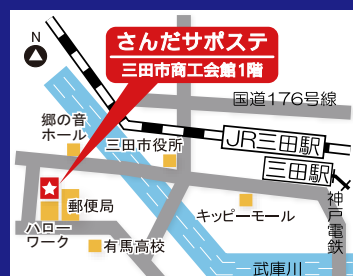 さんだサポステ
三田市商工会館1階
N
国道176号線
郷の音
ホール
三田市役所
JR三田駅
三田駅
神戸電鉄
郵便局
キッピーモール
ハロー
ワーク
有馬高校
武庫川